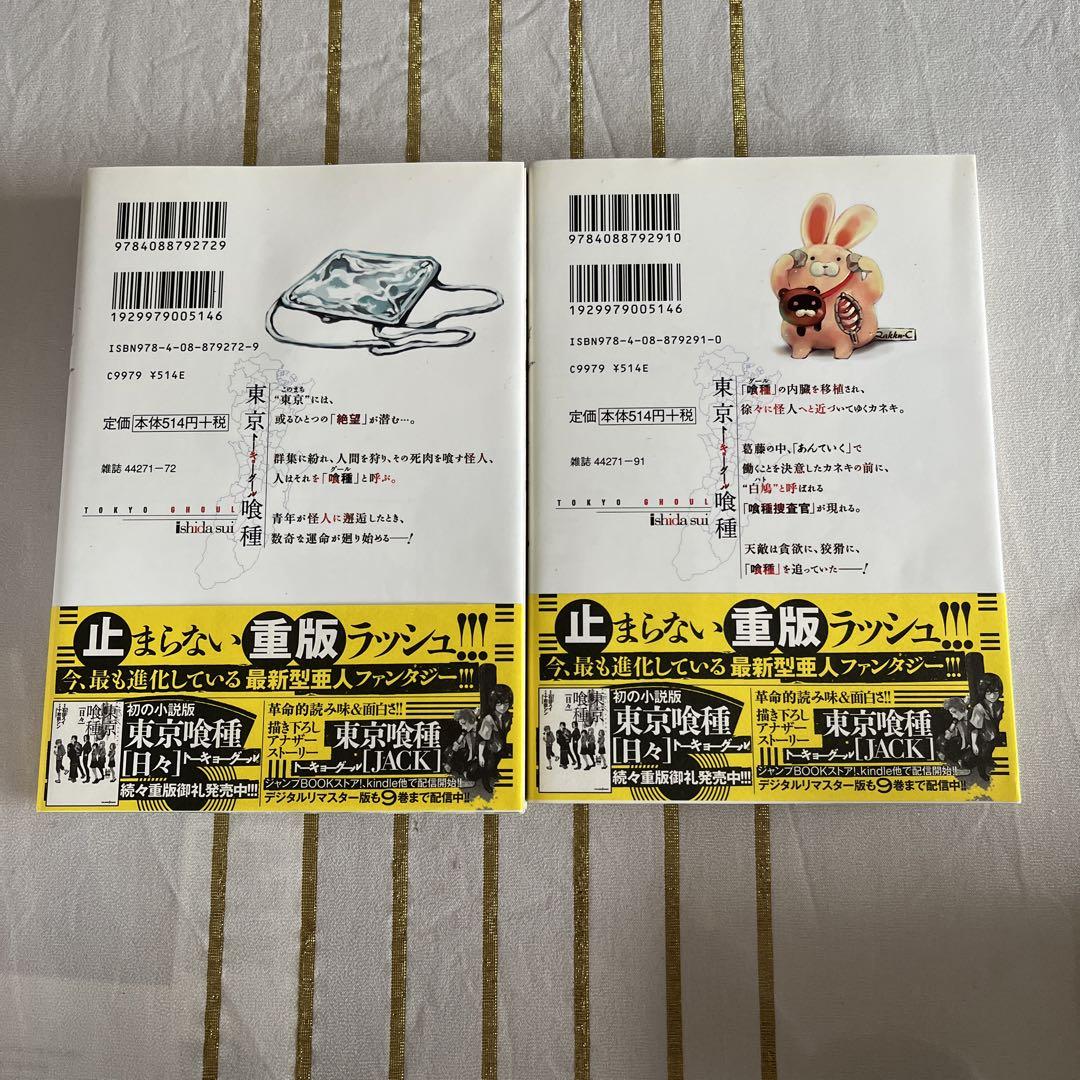 9784088792729
1929979005146
ISBN978-4-08-879272-9
C9979 ¥514E
定価 本体514円+税
雑誌 44271-72
東京喰種
トーキョーグール
TOKYO GHOUL
ishida sui
このまち
“東京”には、
或るひとつの「絶望」が潜む…。
群集に紛れ、人間を狩り、その死肉を喰す怪人、
グール
人はそれを「喰種」と呼ぶ。
青年が怪人に邂逅したとき、
数奇な運命が廻り始める──!
止まらない重版ラッシュ!!!
今、最も進化している最新型亜人ファンタジー!!!
初の小説版
東京喰種
[日々]トーキョーグール
続々重版御礼発売中!!!
革命的読み味&面白さ!!
描き下ろし
アナザー
ストーリー
東京喰種
トーキョーグール[JACK]
ジャンプBOOKストア!、kindle他で配信開始!!
デジタルリマスター版も9巻まで配信中!!
9784088792910
1929979005146
ISBN978-4-08-879291-0
C9979 ¥514E
定価 本体514円+税
雑誌 44271-91
東京喰種
トーキョーグール
TOKYO GHOUL
ishida sui
グール
「喰種」の内臓を移植され、
徐々に怪人へと近づいてゆくカネキ。
葛藤の中、「あんていく」で
働くことを決意したカネキの前に、
ハト
“白鳩”と呼ばれる
「喰種捜査官」が現れる。
天敵は貪欲に、狡猾に、
「喰種」を追っていた──!
止まらない重版ラッシュ!!!
今、最も進化している最新型亜人ファンタジー!!!
初の小説版
東京喰種
[日々]トーキョーグール
続々重版御礼発売中!!!
革命的読み味&面白さ!!
描き下ろし
アナザー
ストーリー
東京喰種
トーキョーグール[JACK]
ジャンプBOOKストア!、kindle他で配信開始!!
デジタルリマスター版も9巻まで配信中!!